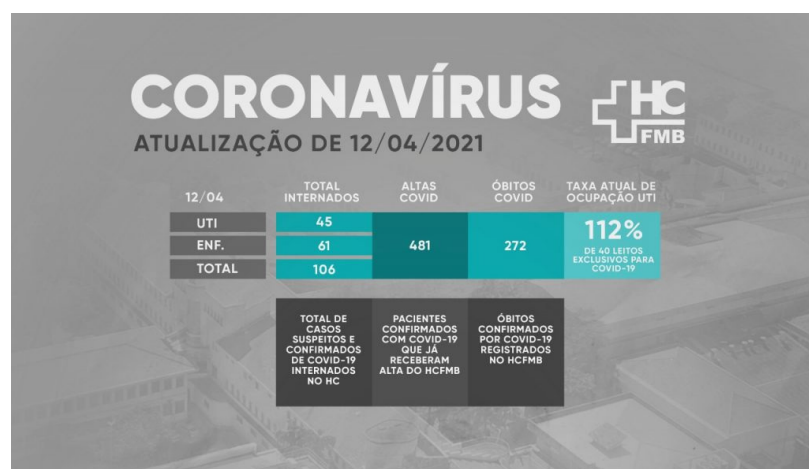 CORONAVÍRUS
ATUALIZAÇÃO DE 12/04/2021
HC
FMB
12/04
TOTAL
INTERNADOS
ALTAS
COVID
ÓBITOS
COVID
TAXA ATUAL DE
OCUPAÇÃO UTI
UTI
45
ENF.
61
TOTAL
106
481
272
112%
DE 40 LEITOS
EXCLUSIVOS PARA
COVID-19
TOTAL DE
CASOS
SUSPEITOS E
CONFIRMADOS
DE COVID-19
INTERNADOS
NO HC
PACIENTES
CONFIRMADOS
COM COVID-19
QUE JÁ
RECEBERAM
ALTA DO HCFMB
ÓBITOS
CONFIRMADOS
POR COVID-19
REGISTRADOS
NO HCFMB